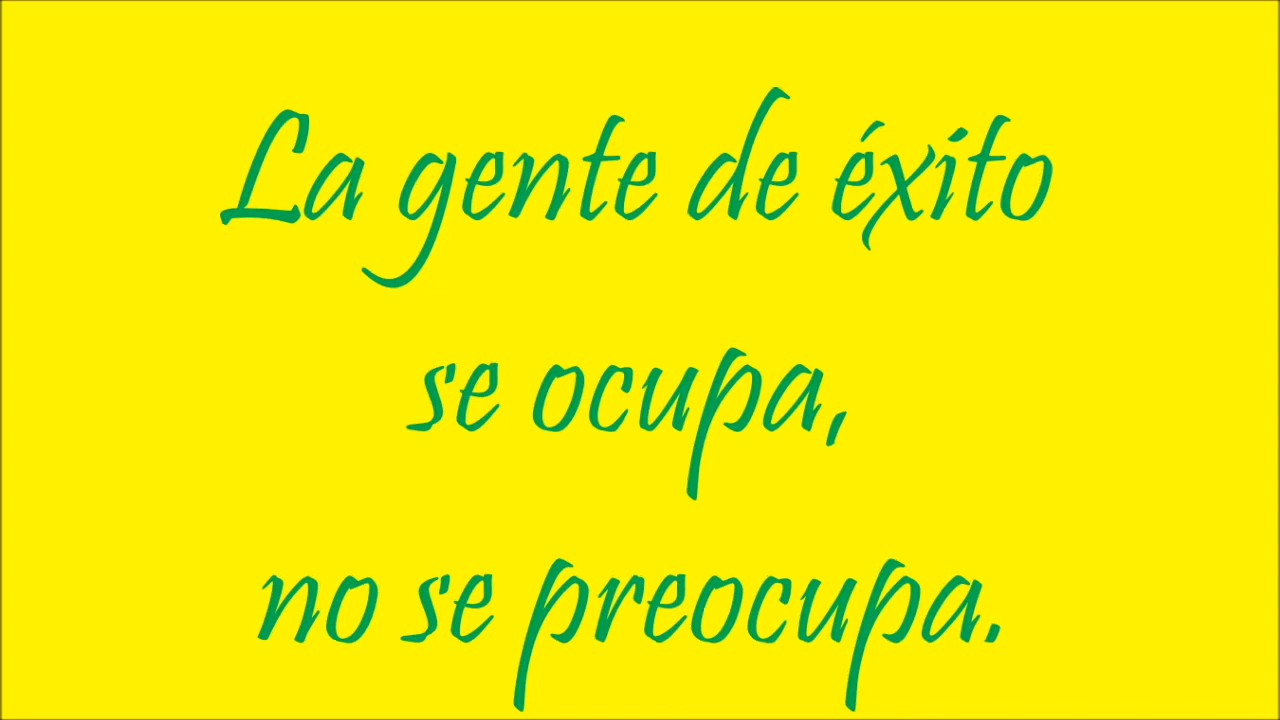 La gente de éxito
se ocupa,
no se preocupa.